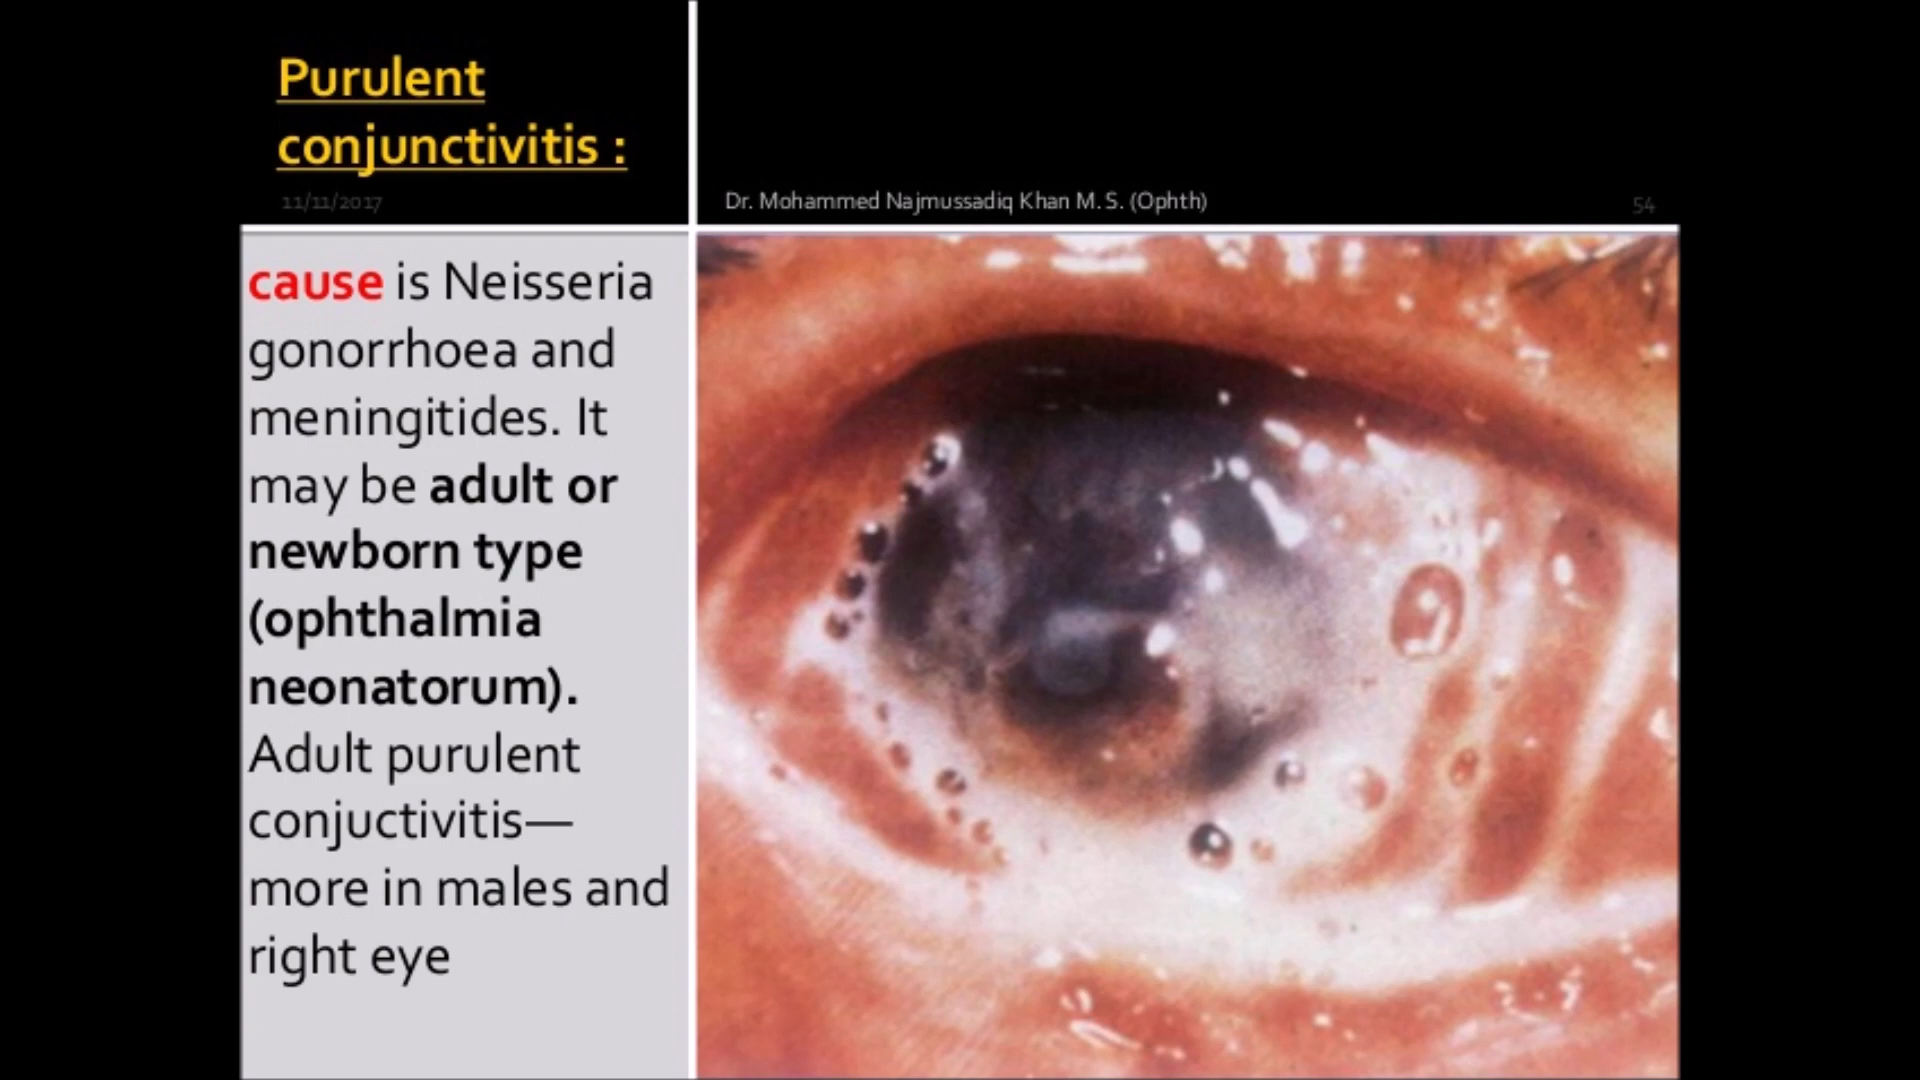 Purulent
conjunctivitis :
11/11/2017
Dr. Mohammed Najmussadiq Khan M.S. (Ophth)
54
cause is Neisseria
gonorrhoea and
meningitides. It
may be adult or
newborn type
(ophthalmia
neonatorum).
Adult purulent
conjuctivitis—
more in males and
right eye